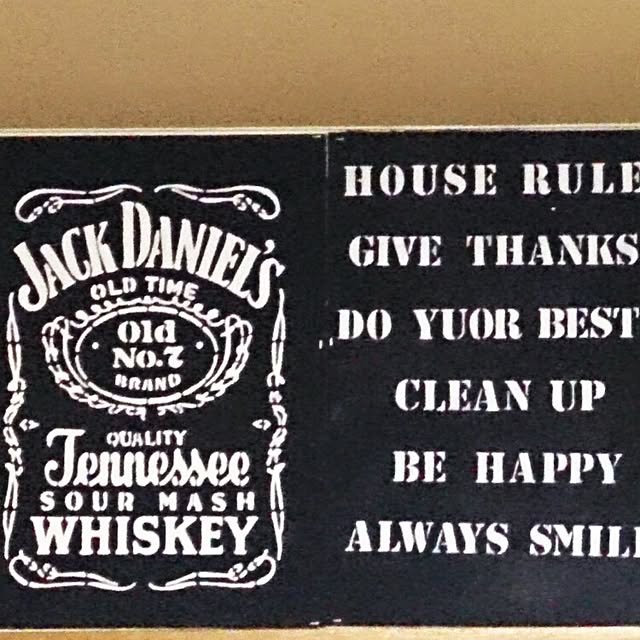 JACK DANIEL'S
OLD TIME
Old
No.7
BRAND
QUALITY
Tennessee
SOUR MASH
WHISKEY
HOUSE RULE
GIVE THANKS
DO YUOR BEST
CLEAN UP
BE HAPPY
ALWAYS SMIL